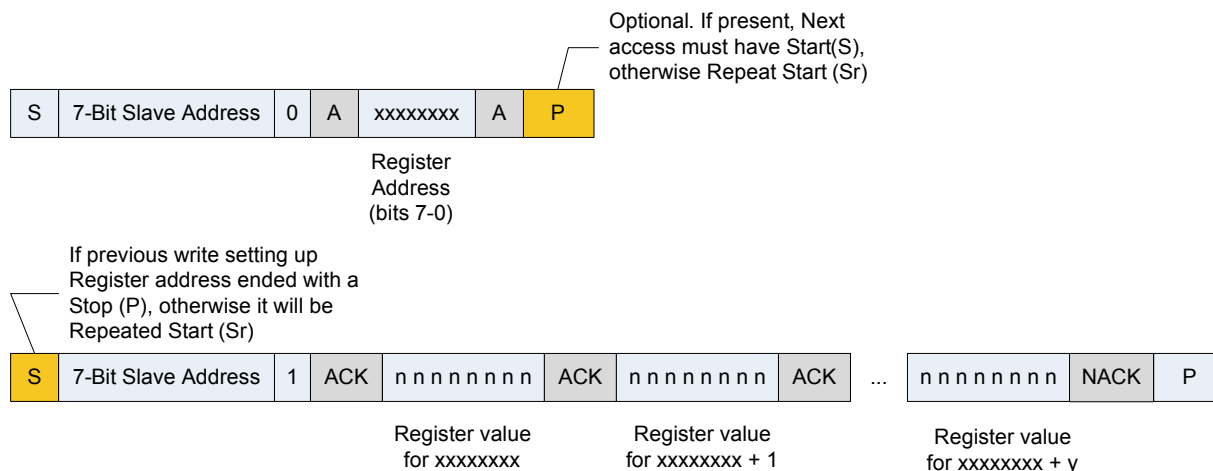 Optional. If present, Next
access must have Start(S),
otherwise Repeat Start (Sr)
S 7-Bit Slave Address 0 A xxxxxxxx A P
Register
Address
(bits 7-0)
If previous write setting up
Register address ended with a
Stop (P), otherwise it will be
Repeated Start (Sr)
S 7-Bit Slave Address 1 ACK n n n n n n n n ACK n n n n n n n n ACK ... n n n n n n n n NACK P
Register value
for xxxxxxxx
Register value
for xxxxxxxx + 1
Register value
for xxxxxxxx + y